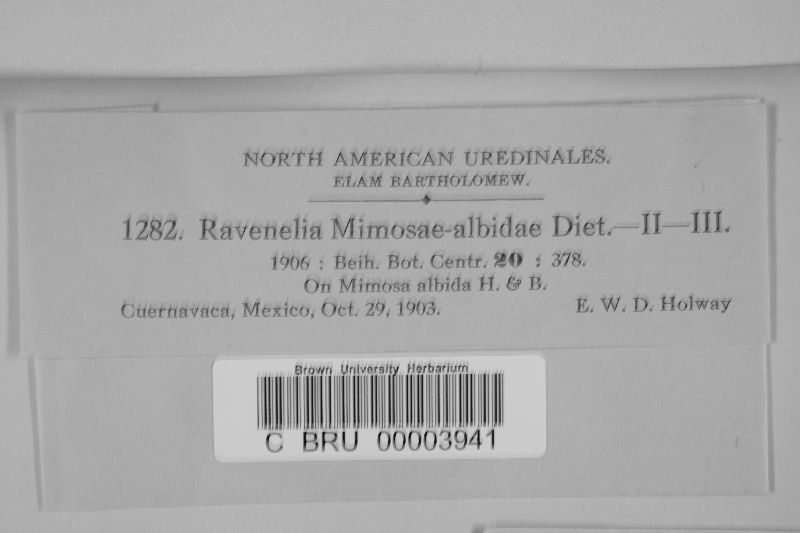 NORTH AMERICAN UREDINALES.
ELAM BARTHOLOMEW.
1282. Ravenelia Mimosae-albidae Diet.—II—III.
1906 : Beih. Bot. Centr. 20 : 378.
On Mimosa albida H. & B.
Cuernavaca, Mexico, Oct. 29, 1903. E. W. D. Holway
Brown University Herbarium
C BRU 00003941